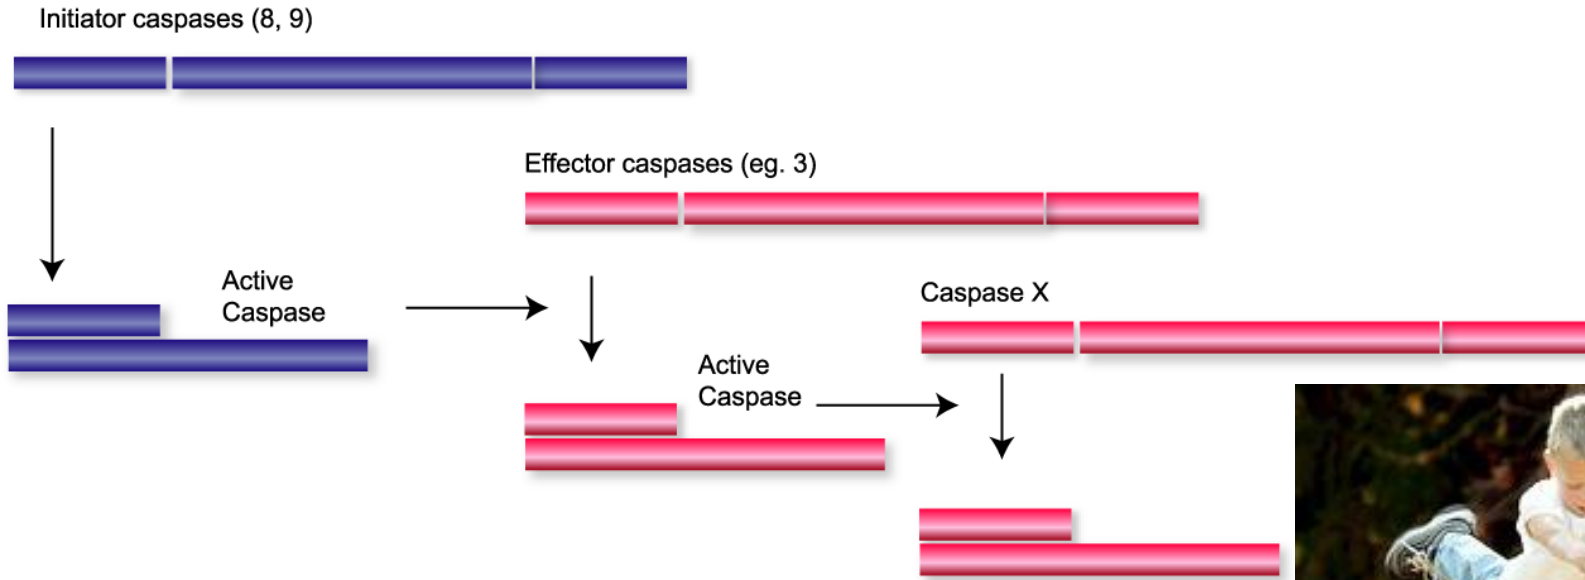 Initiator caspases (8, 9)
Effector caspases (eg. 3)
Active
Caspase
Caspase X
Active
Caspase